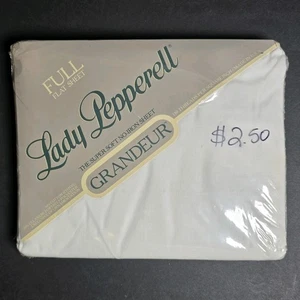 FULL
FLAT SHEET
Lady Pepperell®
THE SUPER SOFT NO-IRON SHEET
GRANDEUR
$2.50